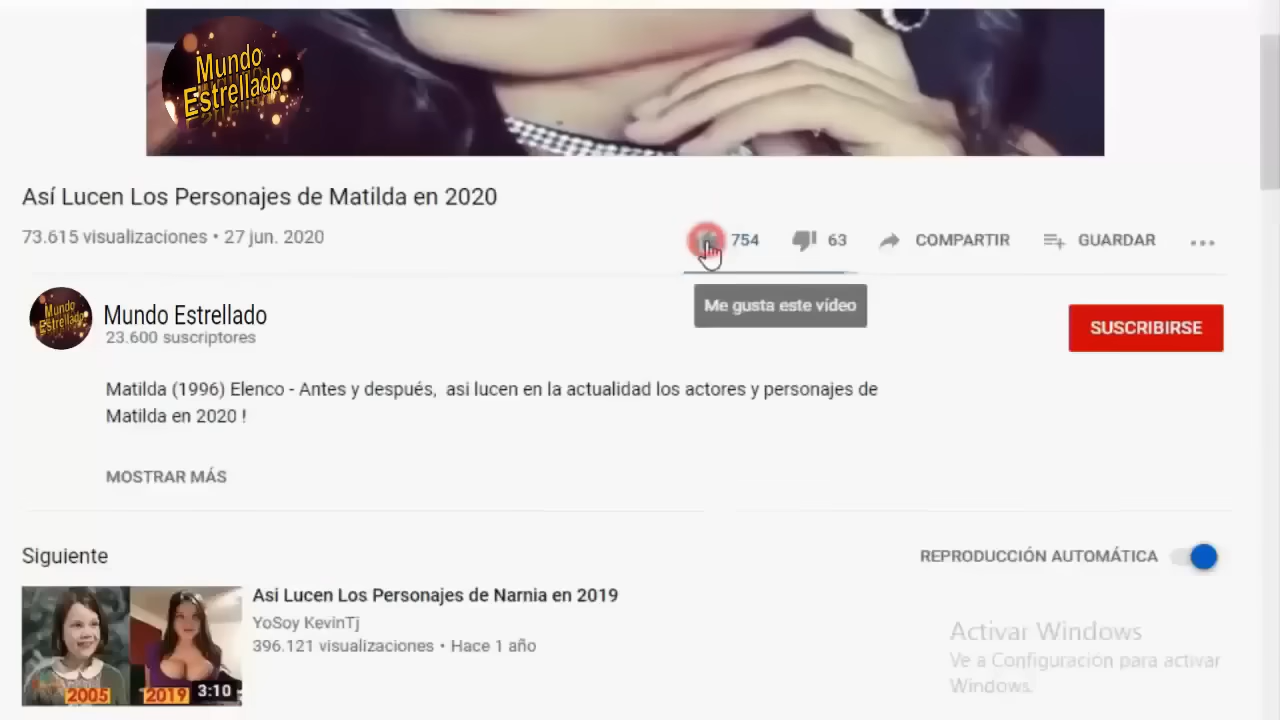 Mundo
Estrellado
Así Lucen Los Personajes de Matilda en 2020
73.615 visualizaciones • 27 jun. 2020
754
63
COMPARTIR
GUARDAR
Me gusta este vídeo
Mundo
Estrellado
Mundo Estrellado
23.600 suscriptores
SUSCRIBIRSE
Matilda (1996) Elenco - Antes y después, asi lucen en la actualidad los actores y personajes de
Matilda en 2020 !
MOSTRAR MÁS
Siguiente
REPRODUCCIÓN AUTOMÁTICA
Asi Lucen Los Personajes de Narnia en 2019
YoSoy KevinTj
396.121 visualizaciones • Hace 1 año
2005
2019
3:10
Activar Windows
Ve a Configuración para activar
Windows.